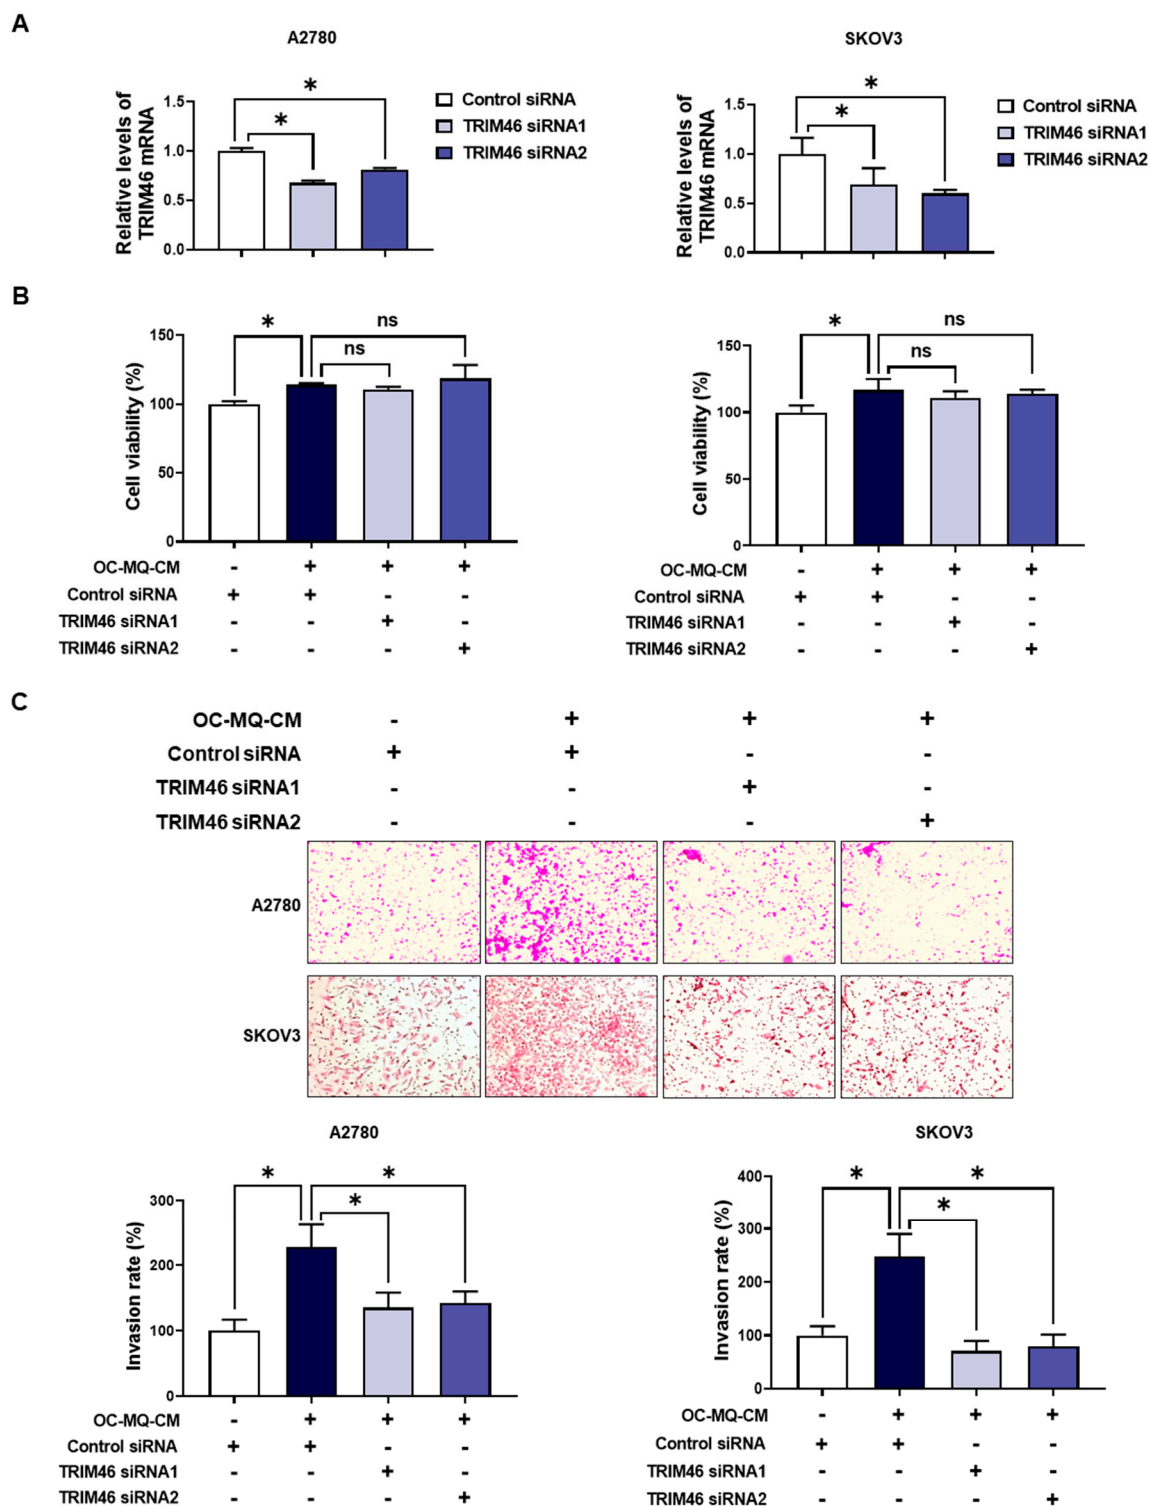 A
A2780
SKOV3
Relative levels of
TRIM46 mRNA
1.5
1.0
0.5
0.0
*
*
Control siRNA
TRIM46 siRNA1
TRIM46 siRNA2
Relative levels of
TRIM46 mRNA
1.5
1.0
0.5
0.0
*
*
Control siRNA
TRIM46 siRNA1
TRIM46 siRNA2
B
Cell viability (%)
150
100
50
0
*
ns
ns
OC-MQ-CM - + + +
Control siRNA + + - -
TRIM46 siRNA1 - - + -
TRIM46 siRNA2 - - - +
Cell viability (%)
150
100
50
0
*
ns
ns
OC-MQ-CM - + + +
Control siRNA + + - -
TRIM46 siRNA1 - - + -
TRIM46 siRNA2 - - - +
C
OC-MQ-CM - + + +
Control siRNA + + - -
TRIM46 siRNA1 - - + -
TRIM46 siRNA2 - - - +
A2780
SKOV3
A2780
Invasion rate (%)
300
200
100
0
*
*
*
OC-MQ-CM - + + +
Control siRNA + + - -
TRIM46 siRNA1 - - + -
TRIM46 siRNA2 - - - +
SKOV3
Invasion rate (%)
400
300
200
100
0
*
*
*
OC-MQ-CM - + + +
Control siRNA + + - -
TRIM46 siRNA1 - - + -
TRIM46 siRNA2 - - - +